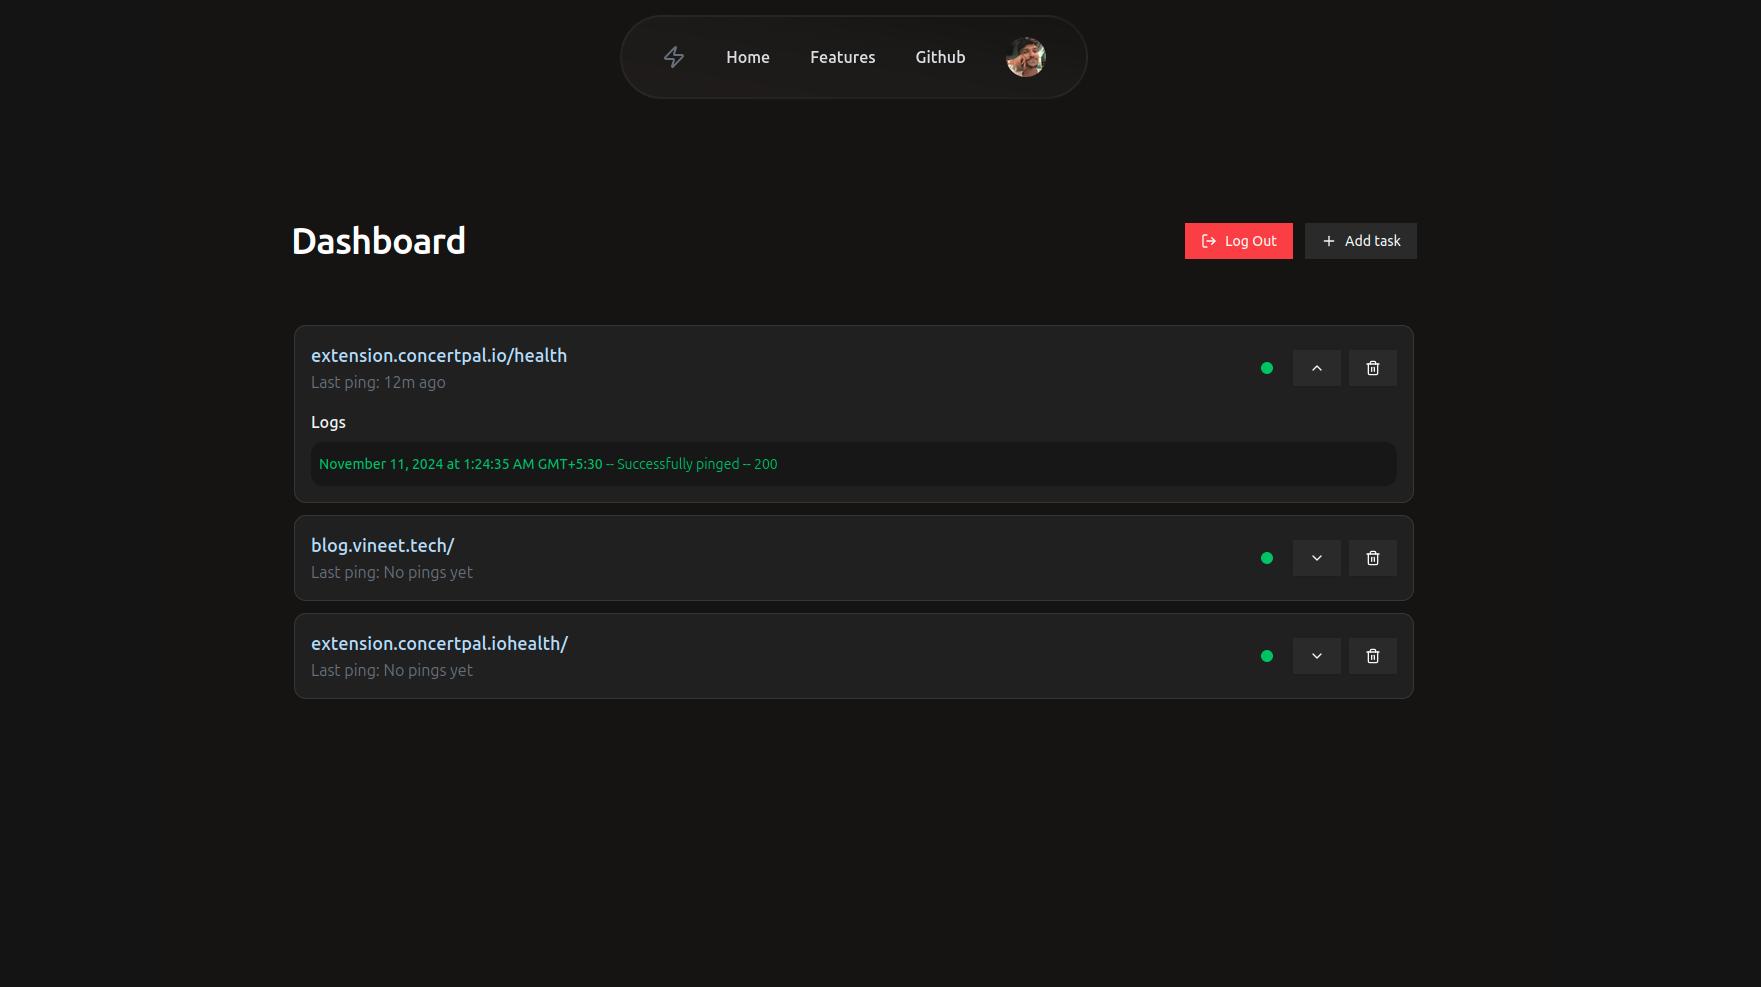 Home Features Github
Dashboard
Log Out Add task
extension.concertpal.io/health
Last ping: 12m ago
Logs
November 11, 2024 at 1:24:35 AM GMT+5:30 -- Successfully pinged -- 200
blog.vineet.tech/
Last ping: No pings yet
extension.concertpal.iohealth/
Last ping: No pings yet